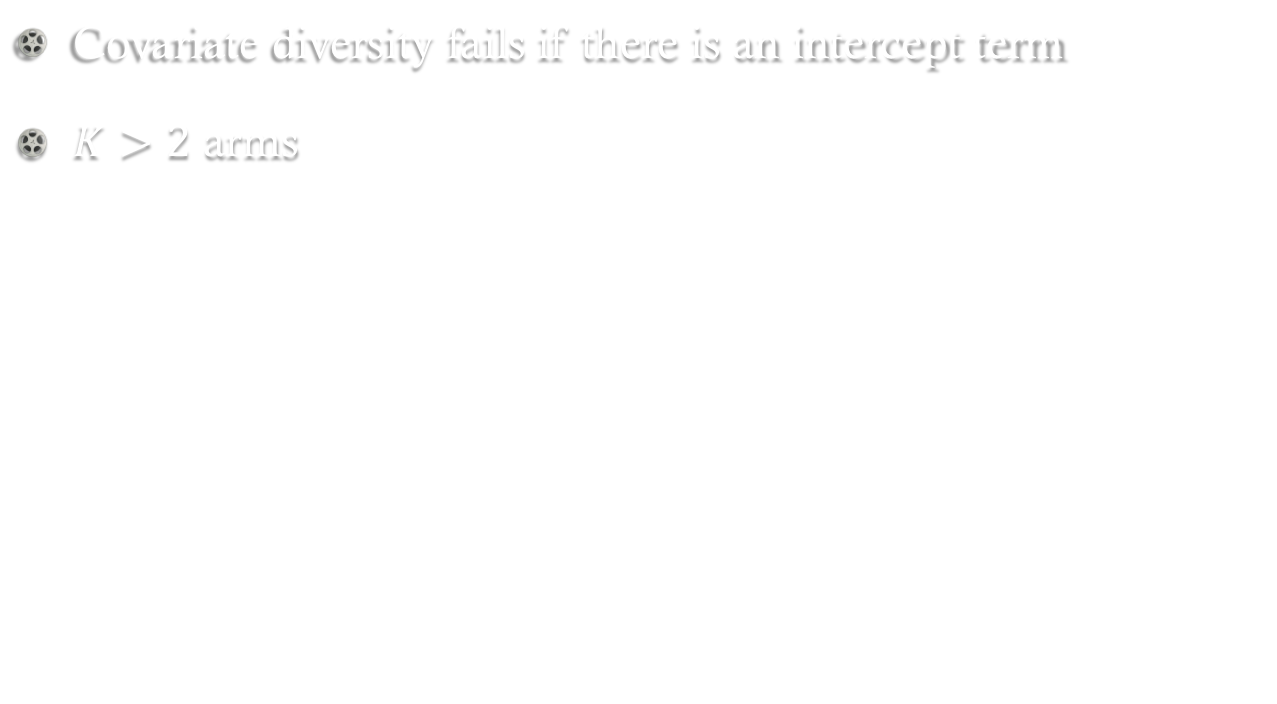 Covariate diversity fails if there is an intercept term
K > 2 arms